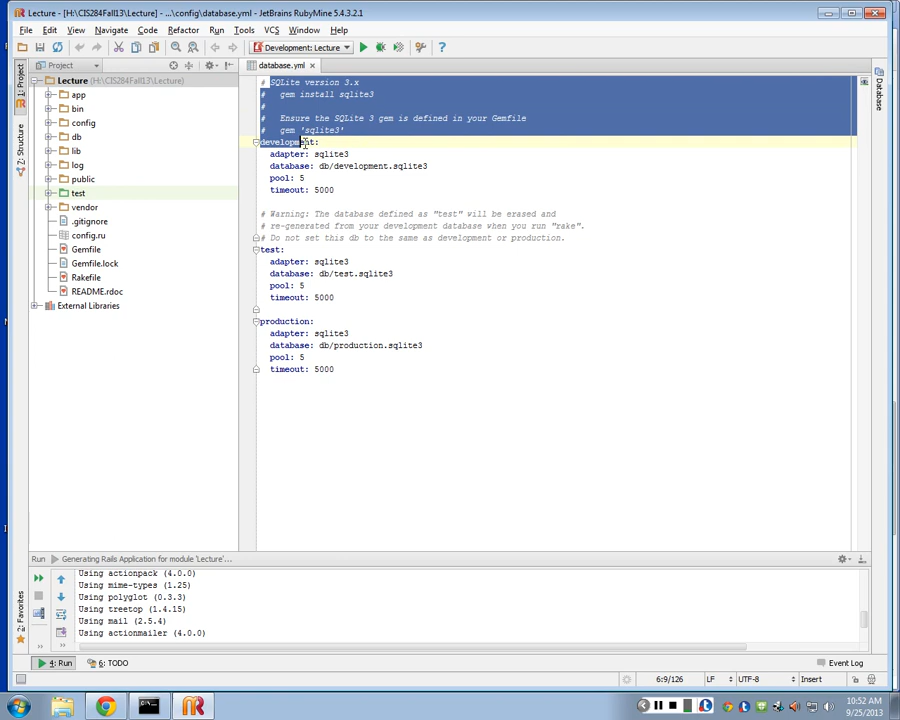 Lecture - [H:\CIS284Fall13\Lecture] - ...\config\database.yml - JetBrains RubyMine 5.4.3.2.1
File Edit View Navigate Code Refactor Run Tools VCS Window Help
Development: Lecture
Project
database.yml
1: Project
Z: Structure
Favorites
Database
Lecture (H:\CIS284Fall13\Lecture)
app
bin
config
db
lib
log
public
test
vendor
.gitignore
config.ru
Gemfile
Gemfile.lock
Rakefile
README.rdoc
External Libraries
# SQLite version 3.x
#   gem install sqlite3
#
#   Ensure the SQLite 3 gem is defined in your Gemfile
#   gem 'sqlite3'
development:
  adapter: sqlite3
  database: db/development.sqlite3
  pool: 5
  timeout: 5000
# Warning: The database defined as "test" will be erased and
# re-generated from your development database when you run "rake".
# Do not set this db to the same as development or production.
test:
  adapter: sqlite3
  database: db/test.sqlite3
  pool: 5
  timeout: 5000
production:
  adapter: sqlite3
  database: db/production.sqlite3
  pool: 5
  timeout: 5000
Run Generating Rails Application for module 'Lecture'...
Using actionpack (4.0.0)
Using mime-types (1.25)
Using polyglot (0.3.3)
Using treetop (1.4.15)
Using mail (2.5.4)
Using actionmailer (4.0.0)
4: Run 6: TODO Event Log
6:9/126 LF UTF-8 Insert
10:52 AM
9/25/2013